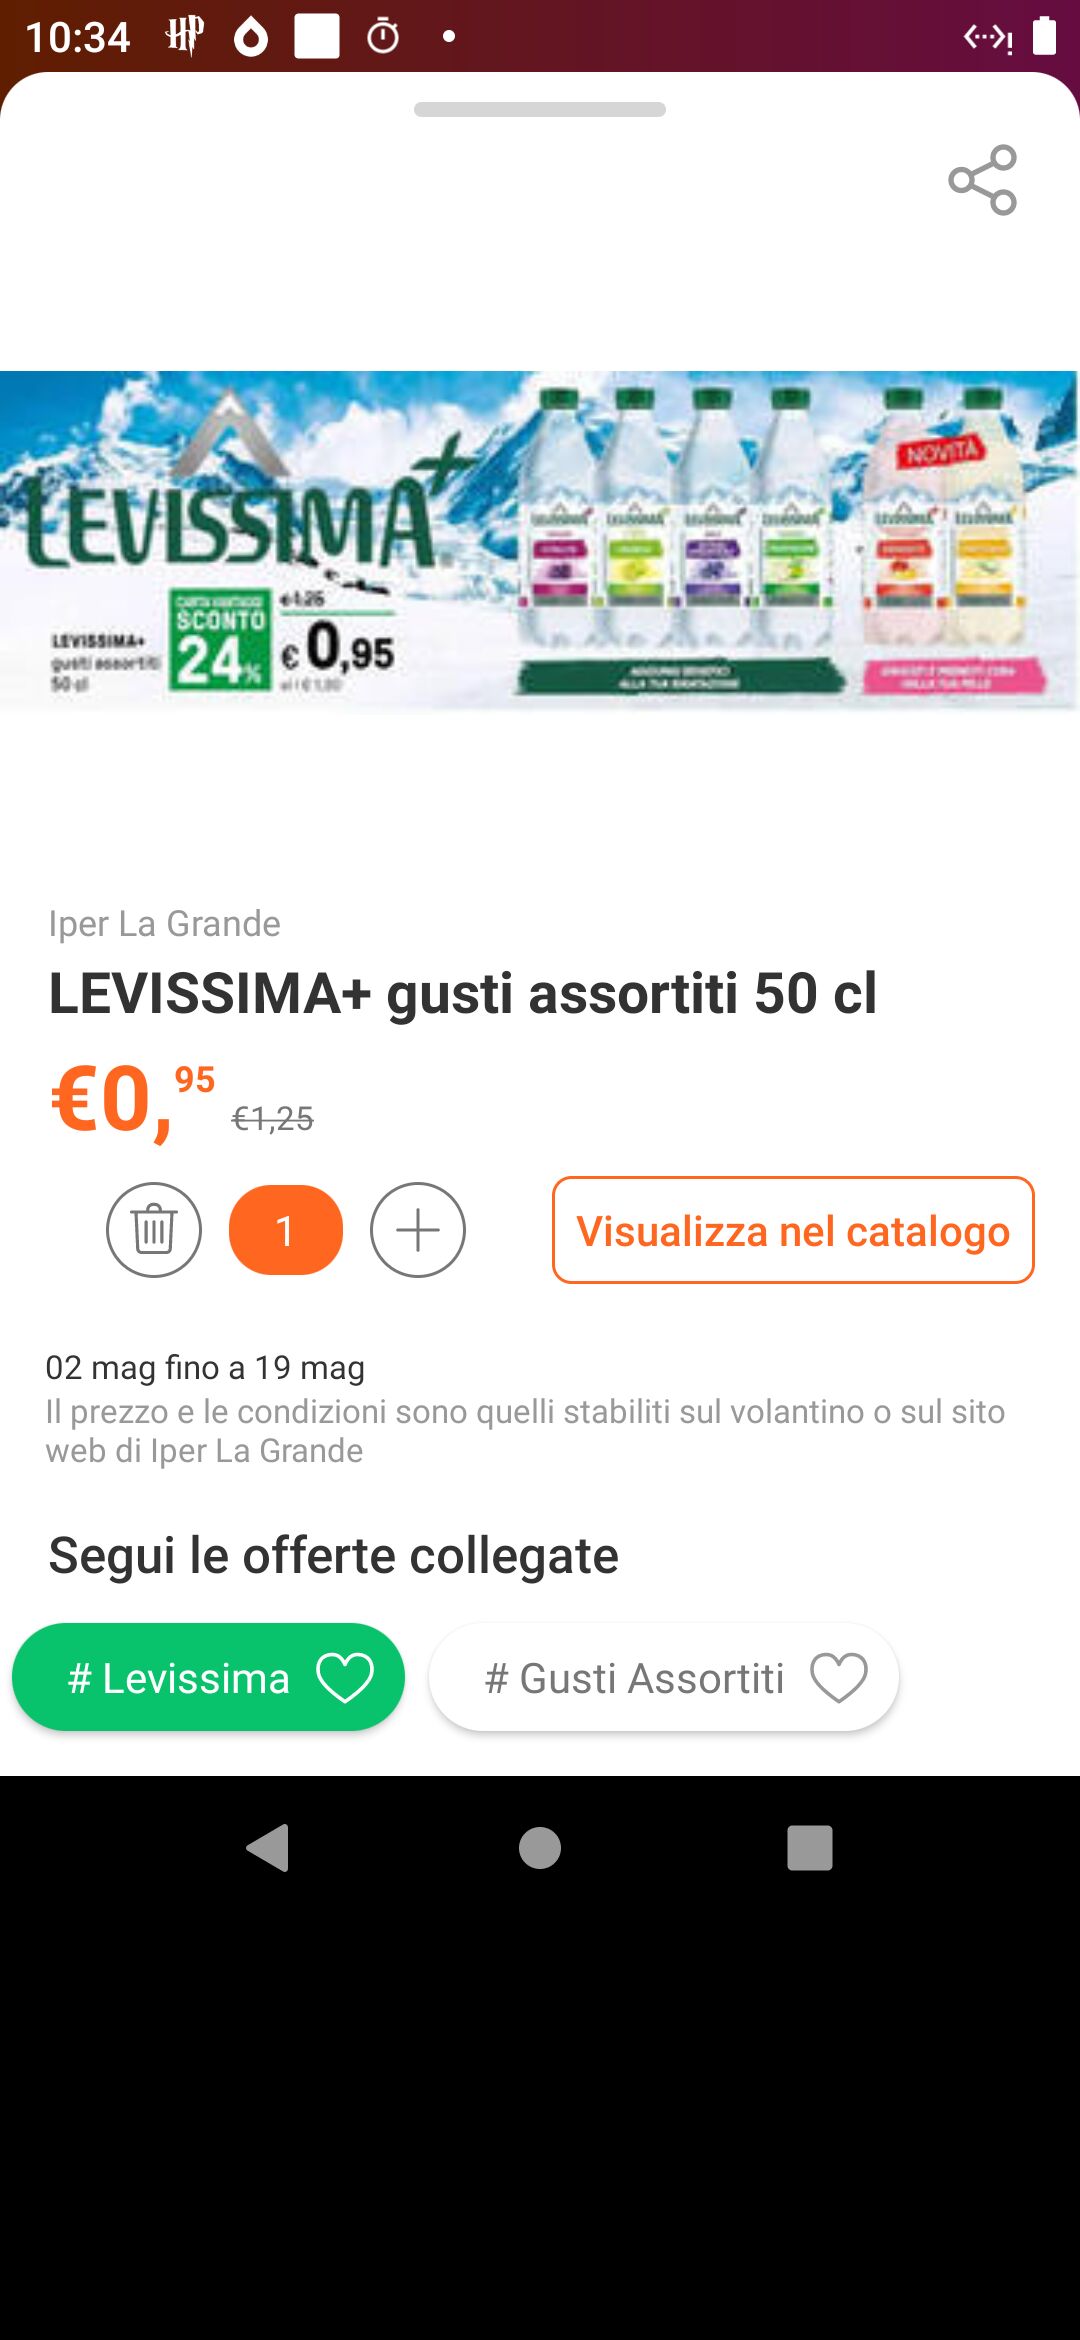 10:34
LEVISSIMA+
NOVITÀ
CARTA VANTAGGI
SCONTO
24%
€ 1,25
€ 0,95
LEVISSIMA+
gusti assortiti
50 cl
Iper La Grande
LEVISSIMA+ gusti assortiti 50 cl
€0,95 €1,25
1
Visualizza nel catalogo
02 mag fino a 19 mag
Il prezzo e le condizioni sono quelli stabiliti sul volantino o sul sito
web di Iper La Grande
Segui le offerte collegate
# Levissima
# Gusti Assortiti